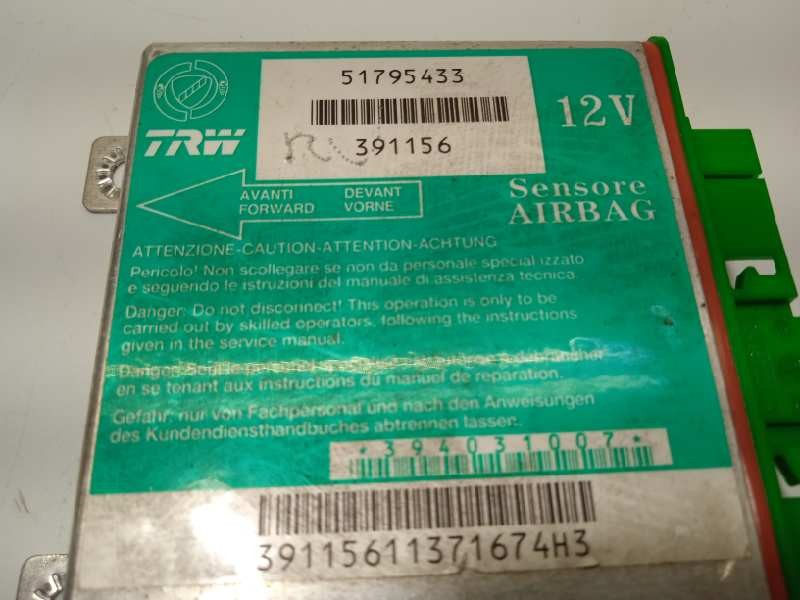 51795433
12V
TRW
391156
AVANTI DEVANT
FORWARD VORNE
Sensore
AIRBAG
ATTENZIONE-CAUTION-ATTENTION-ACHTUNG
Pericolo! Non scollegare se non da personale specializzato
e seguendo le istruzioni del manuale di assistenza tecnica.
Danger: Do not disconnect! This operation is only to be
carried out by skilled operators, following the instructions
given in the service manual.
Danger: Seul le
en se tenant aux instructions du manuel de reparation.
Gefahr: nur von Fachpersonal und nach den Anweisungen
des Kundendiensthandbuches abtrennen lassen.
*394031007*
39115611371674H3